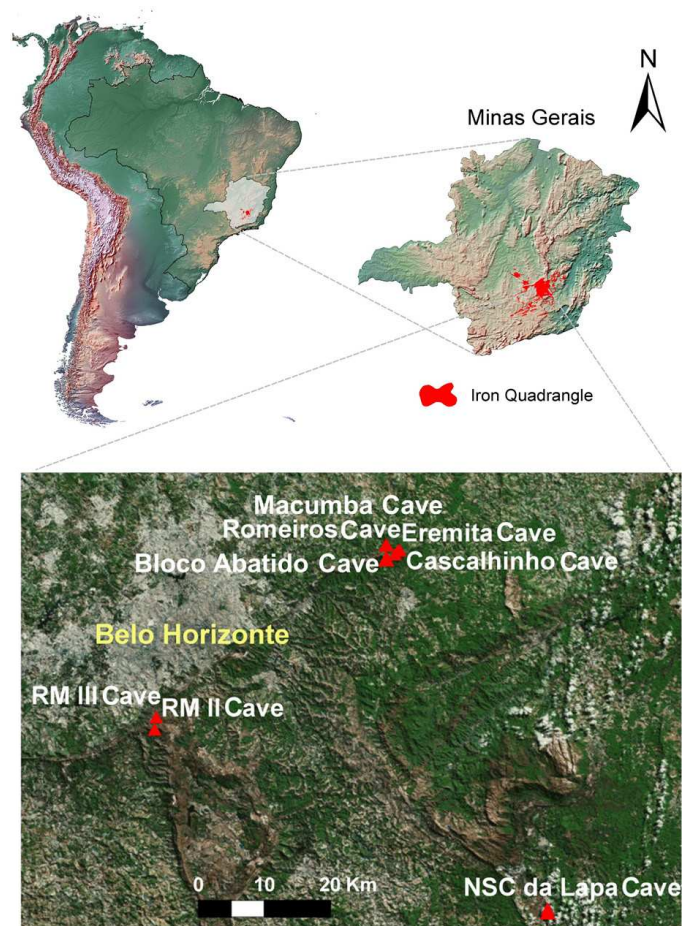 N
Minas Gerais
Iron Quadrangle
Macumba Cave
Romeiros Cave Eremita Cave
Bloco Abatido Cave Cascalhinho Cave
Belo Horizonte
RM III Cave RM II Cave
0 10 20 Km
NSC da Lapa Cave